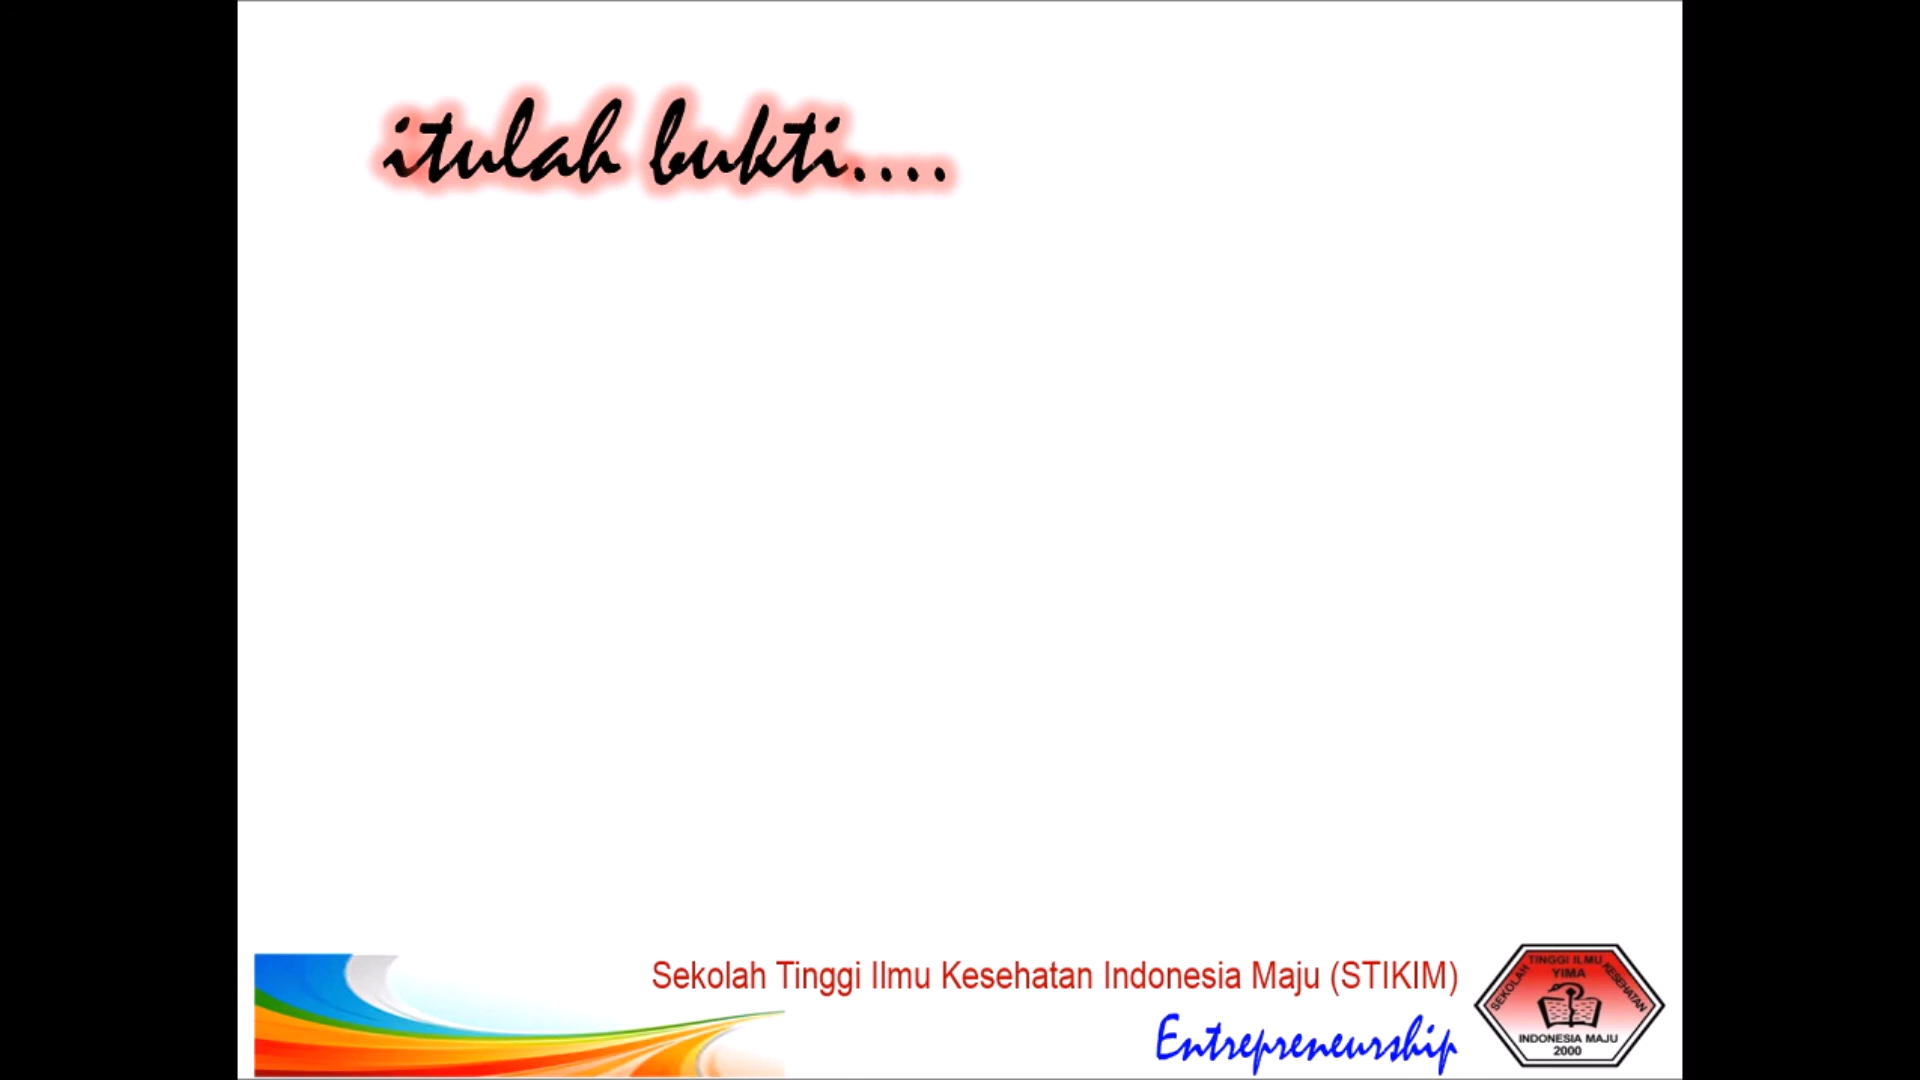 itulah bukti....
Sekolah Tinggi Ilmu Kesehatan Indonesia Maju (STIKIM)
Entrepreneurship
SEKOLAH TINGGI ILMU KESEHATAN
YIMA
INDONESIA MAJU
2000